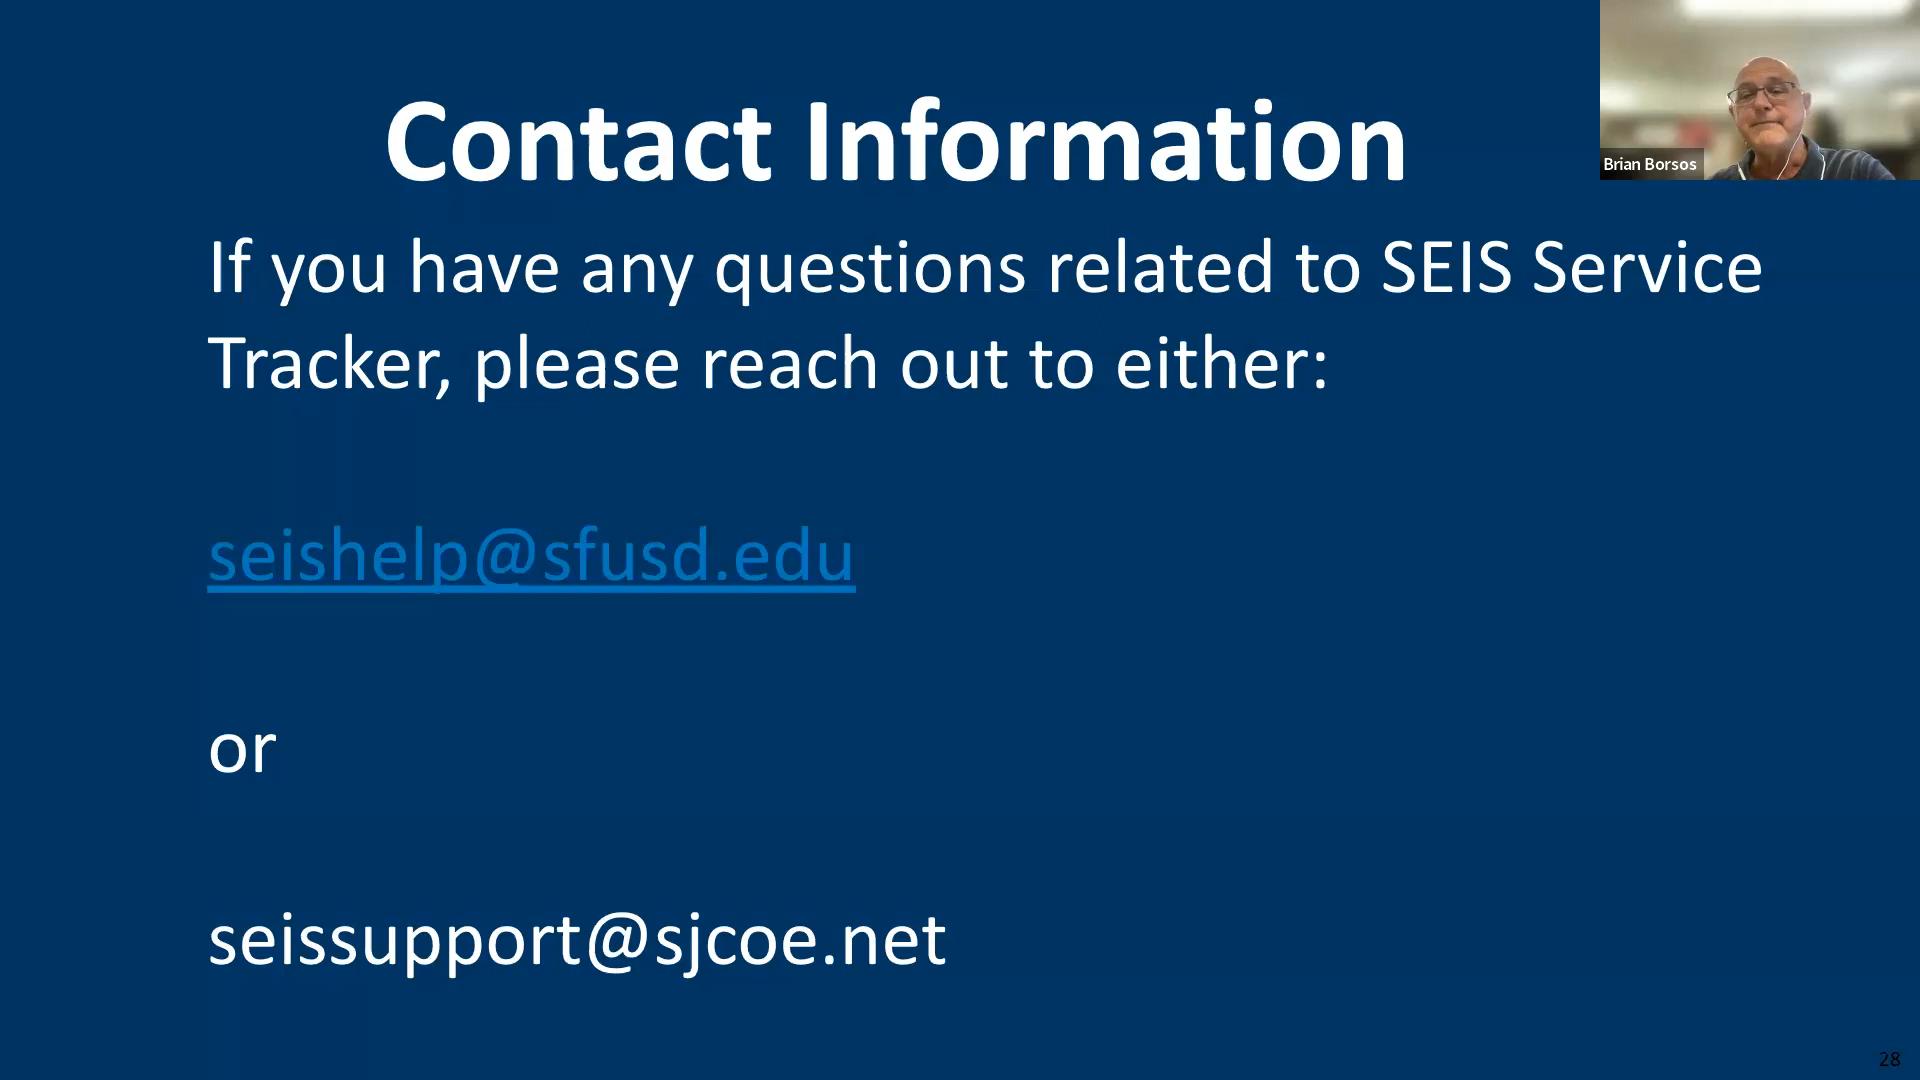 Contact Information
Brian Borsos
If you have any questions related to SEIS Service
Tracker, please reach out to either:
seishelp@sfusd.edu
or
seissupport@sjcoe.net
28